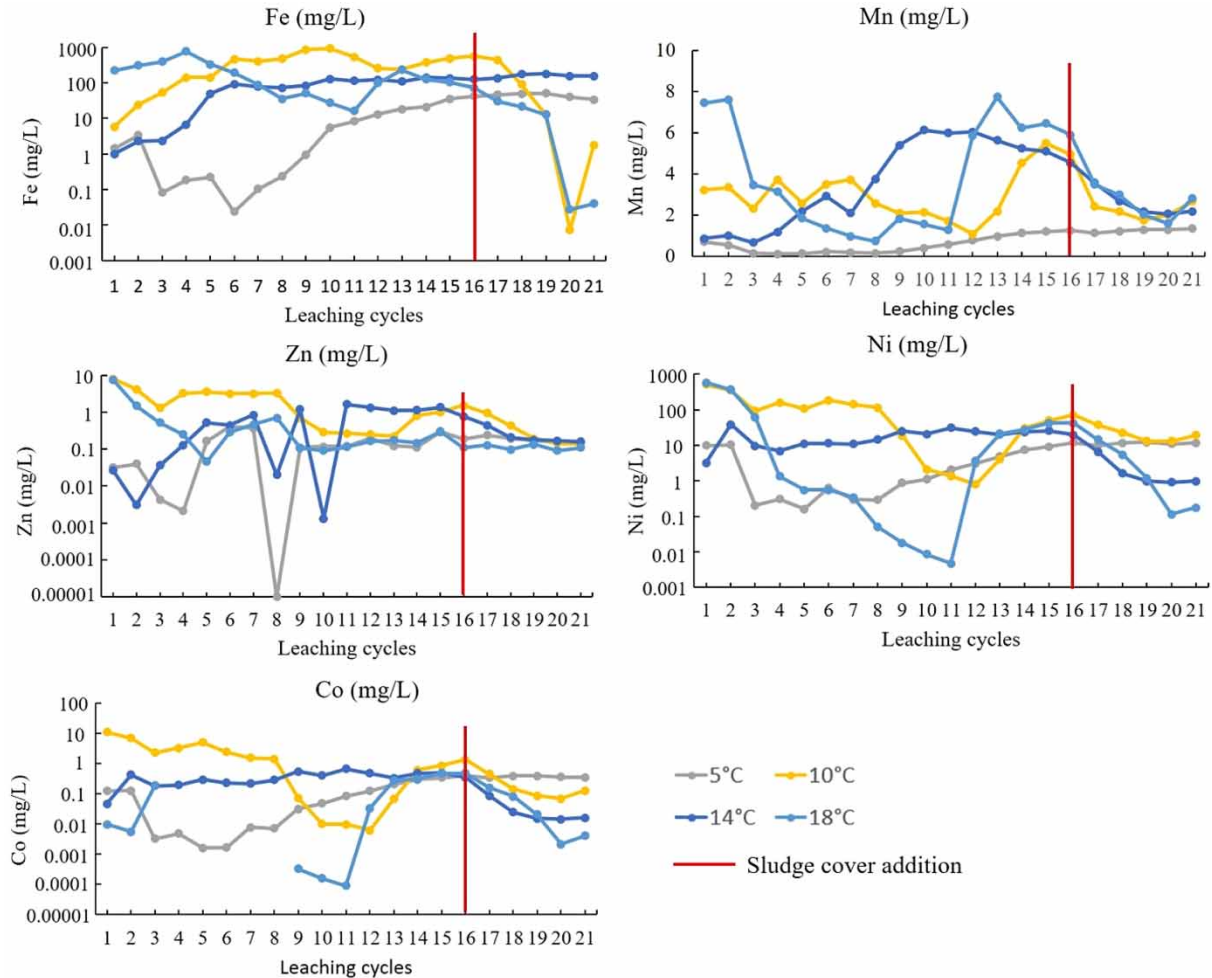 Fe (mg/L)
1000
100
10
1
0.1
0.01
0.001
Fe (mg/L)
1 2 3 4 5 6 7 8 9 10 11 12 13 14 15 16 17 18 19 20 21
Leaching cycles
Mn (mg/L)
10
8
6
4
2
0
Mn (mg/L)
1 2 3 4 5 6 7 8 9 10 11 12 13 14 15 16 17 18 19 20 21
Leaching cycles
Zn (mg/L)
10
1
0.1
0.01
0.001
0.0001
0.00001
Zn (mg/L)
1 2 3 4 5 6 7 8 9 10 11 12 13 14 15 16 17 18 19 20 21
Leaching cycles
Ni (mg/L)
1000
100
10
1
0.1
0.01
0.001
Ni (mg/L)
1 2 3 4 5 6 7 8 9 10 11 12 13 14 15 16 17 18 19 20 21
Leaching cycles
Co (mg/L)
100
10
1
0.1
0.01
0.001
0.0001
0.00001
Co (mg/L)
1 2 3 4 5 6 7 8 9 10 11 12 13 14 15 16 17 18 19 20 21
Leaching cycles
5°C 10°C
14°C 18°C
Sludge cover addition